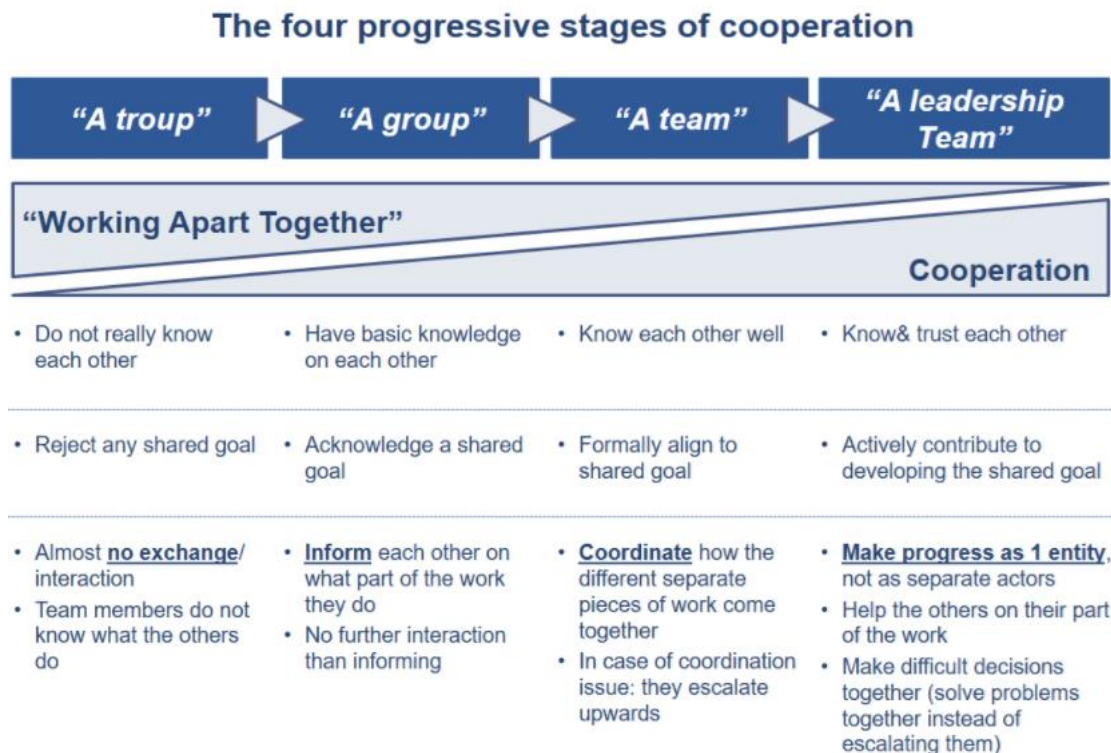 The four progressive stages of cooperation
“A troup”
“A group”
“A team”
“A leadership
Team”
“Working Apart Together”
Cooperation
• Do not really know
each other
• Have basic knowledge
on each other
• Know each other well
• Know& trust each other
• Reject any shared goal
• Acknowledge a shared
goal
• Formally align to
shared goal
• Actively contribute to
developing the shared goal
• Almost no exchange/
interaction
• Team members do not
know what the others
do
• Inform each other on
what part of the work
they do
• No further interaction
than informing
• Coordinate how the
different separate
pieces of work come
together
• In case of coordination
issue: they escalate
upwards
• Make progress as 1 entity,
not as separate actors
• Help the others on their part
of the work
• Make difficult decisions
together (solve problems
together instead of
escalating them)